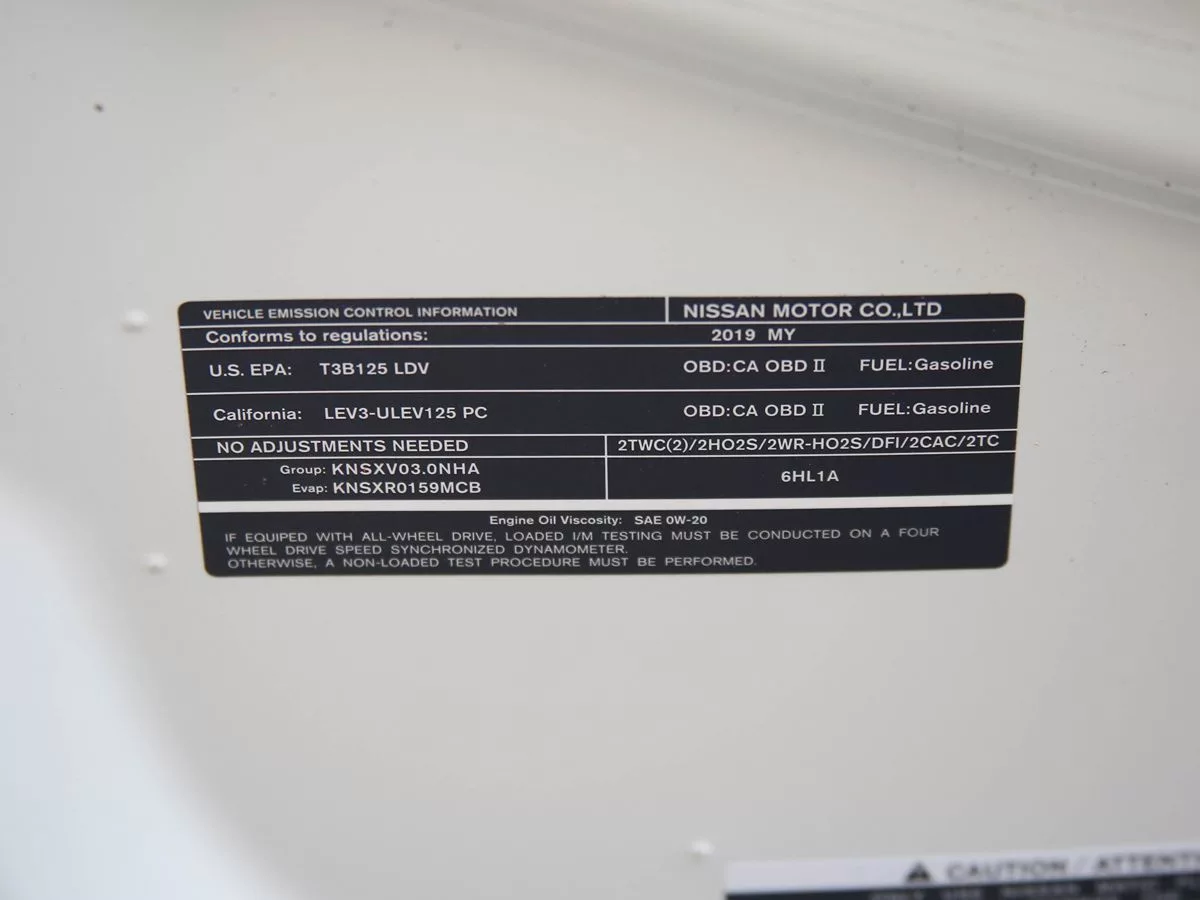 VEHICLE EMISSION CONTROL INFORMATION NISSAN MOTOR CO.,LTD
Conforms to regulations: 2019 MY
U.S. EPA: T3B125 LDV OBD:CA OBD II FUEL:Gasoline
California: LEV3-ULEV125 PC OBD:CA OBD II FUEL:Gasoline
NO ADJUSTMENTS NEEDED 2TWC(2)/2HO2S/2WR-HO2S/DFI/2CAC/2TC
Group: KNSXV03.0NHA
Evap: KNSXR0159MCB
6HL1A
Engine Oil Viscosity: SAE 0W-20
IF EQUIPED WITH ALL-WHEEL DRIVE, LOADED I/M TESTING MUST BE CONDUCTED ON A FOUR
WHEEL DRIVE SPEED SYNCHRONIZED DYNAMOMETER.
OTHERWISE, A NON-LOADED TEST PROCEDURE MUST BE PERFORMED.
CAUTION / ATTENTI